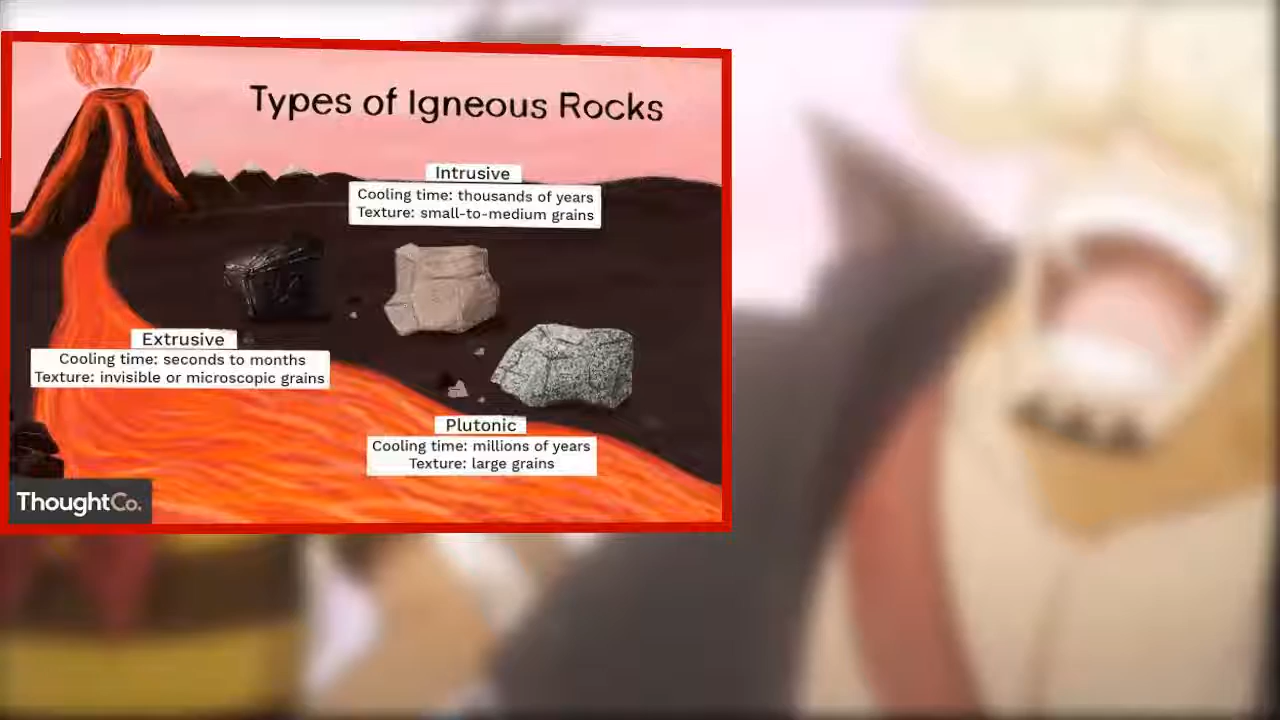 Types of Igneous Rocks
Intrusive
Cooling time: thousands of years
Texture: small-to-medium grains
Extrusive
Cooling time: seconds to months
Texture: invisible or microscopic grains
Plutonic
Cooling time: millions of years
Texture: large grains
ThoughtCo.